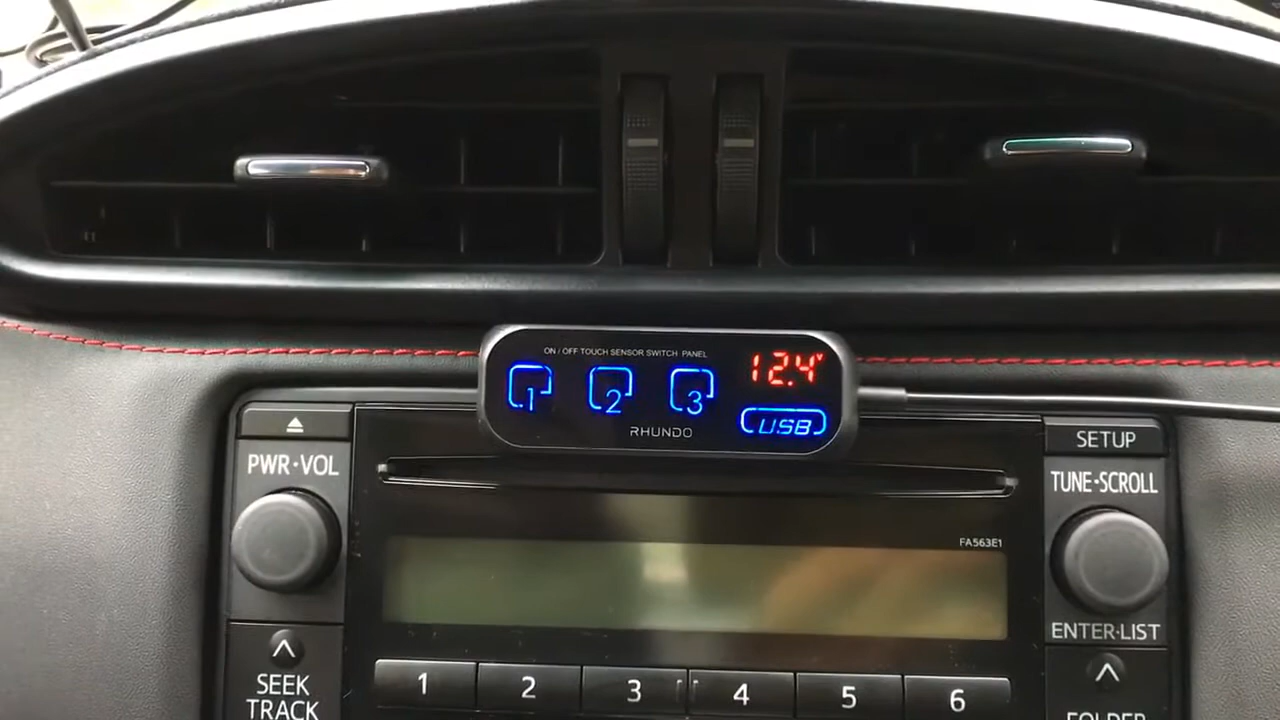 ON / OFF TOUCH SENSOR SWITCH PANEL
1 2 3
12.4V
USB
RHUNDO
PWR•VOL
SETUP
TUNE•SCROLL
FA563E1
ENTER•LIST
SEEK
TRACK
1 2 3 4 5 6
FOLDER